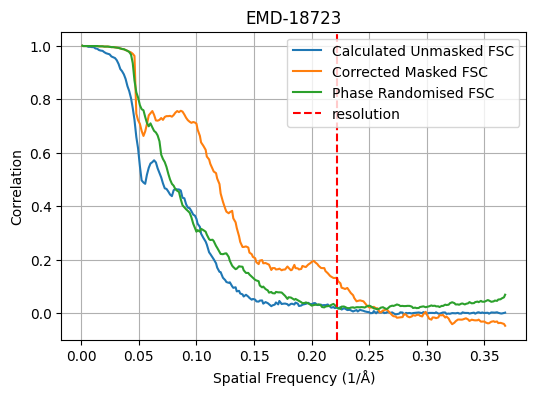 EMD-18723
Calculated Unmasked FSC
Corrected Masked FSC
Phase Randomised FSC
resolution
Correlation
1.0
0.8
0.6
0.4
0.2
0.0
0.00 0.05 0.10 0.15 0.20 0.25 0.30 0.35
Spatial Frequency (1/Å)